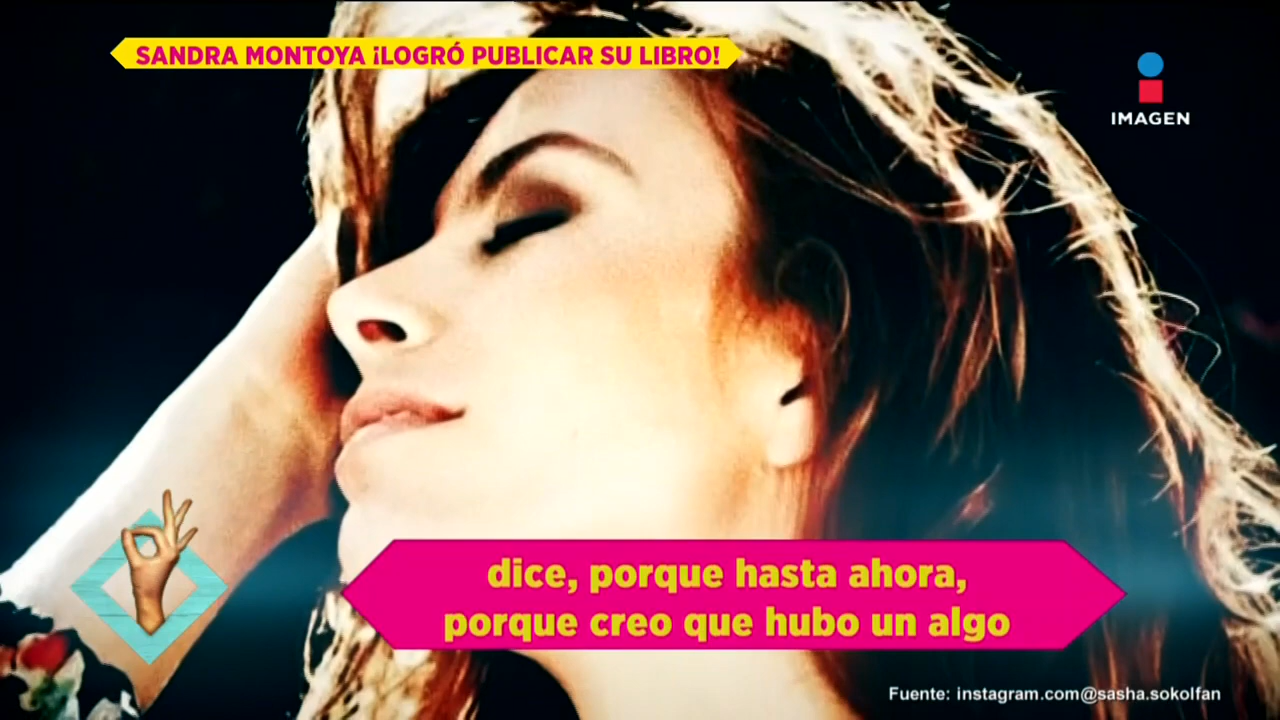 SANDRA MONTOYA ¡LOGRÓ PUBLICAR SU LIBRO!
IMAGEN
dice, porque hasta ahora,
porque creo que hubo un algo
Fuente: instagram.com@sasha.sokolfan